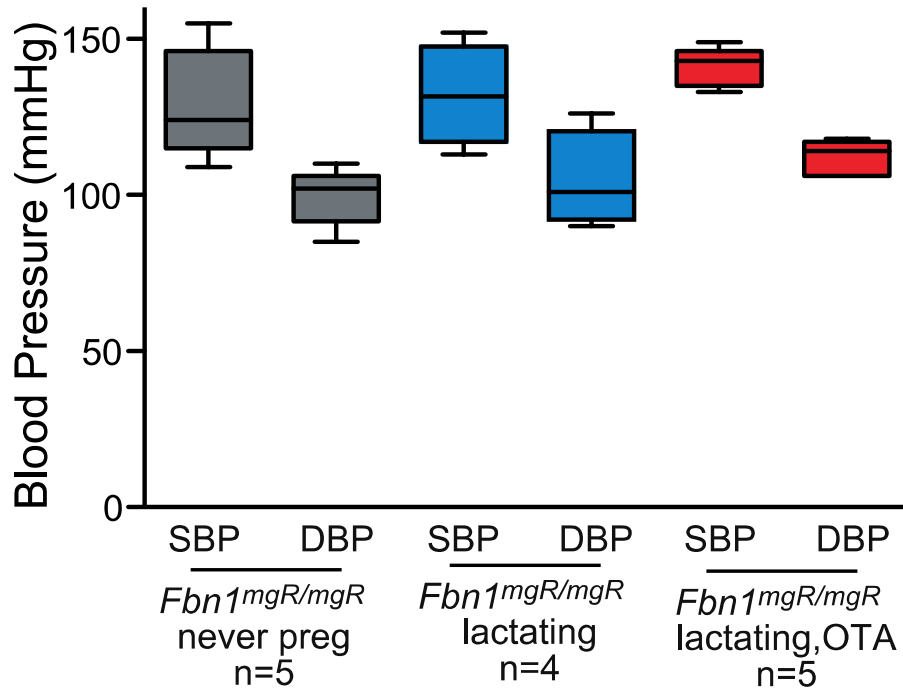 Blood Pressure (mmHg)
150
100
50
0
SBP DBP SBP DBP SBP DBP
Fbn1mgR/mgR Fbn1mgR/mgR Fbn1mgR/mgR
never preg lactating lactating,OTA
n=5 n=4 n=5